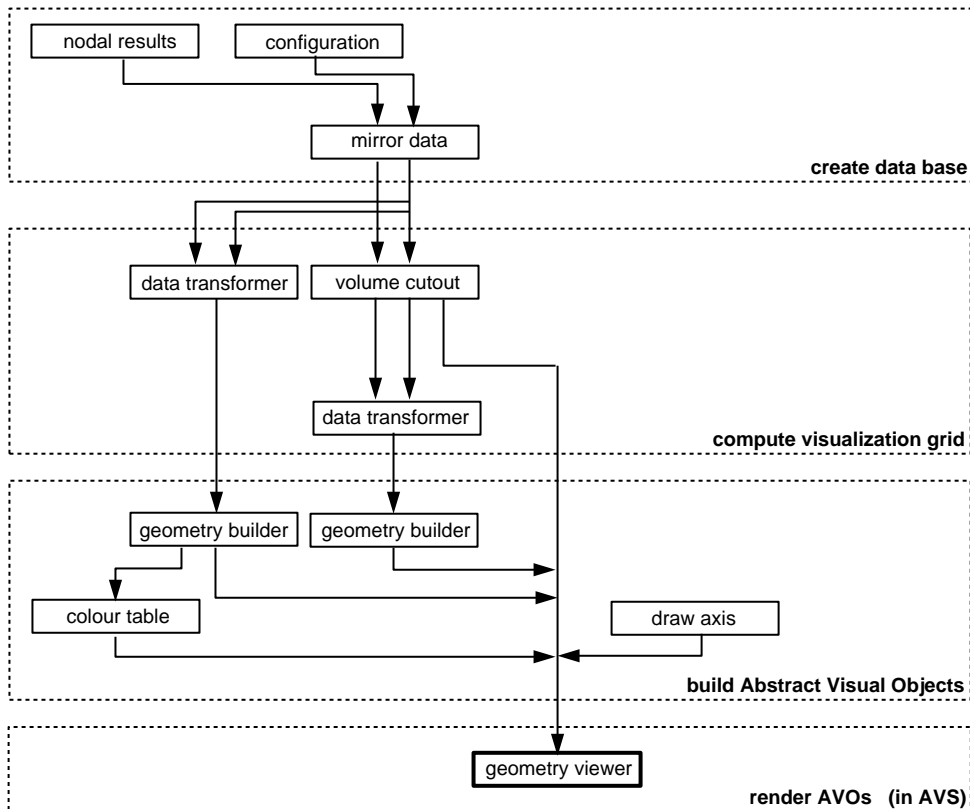 nodal results
configuration
mirror data
create data base
data transformer
volume cutout
data transformer
compute visualization grid
geometry builder
geometry builder
colour table
draw axis
build Abstract Visual Objects
geometry viewer
render AVOs (in AVS)